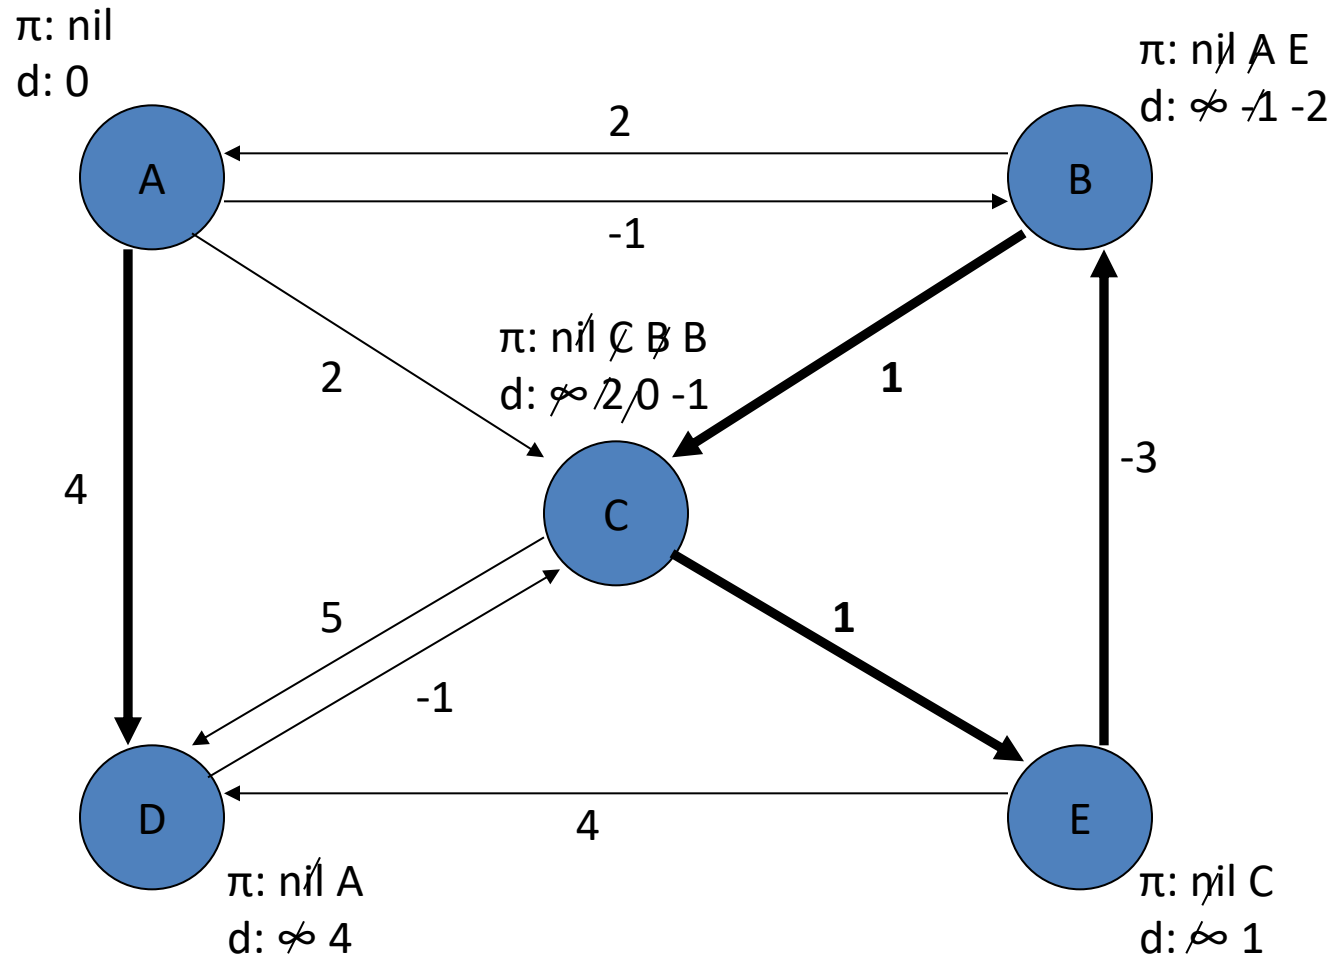 π: nil
d: 0
π: nil A E
d: ∞ -1 -2
2
A
B
-1
π: nil C B B
d: ∞ 2 0 -1
2
1
4
-3
C
5
1
-1
D
4
E
π: nil A
d: ∞ 4
π: nil C
d: ∞ 1